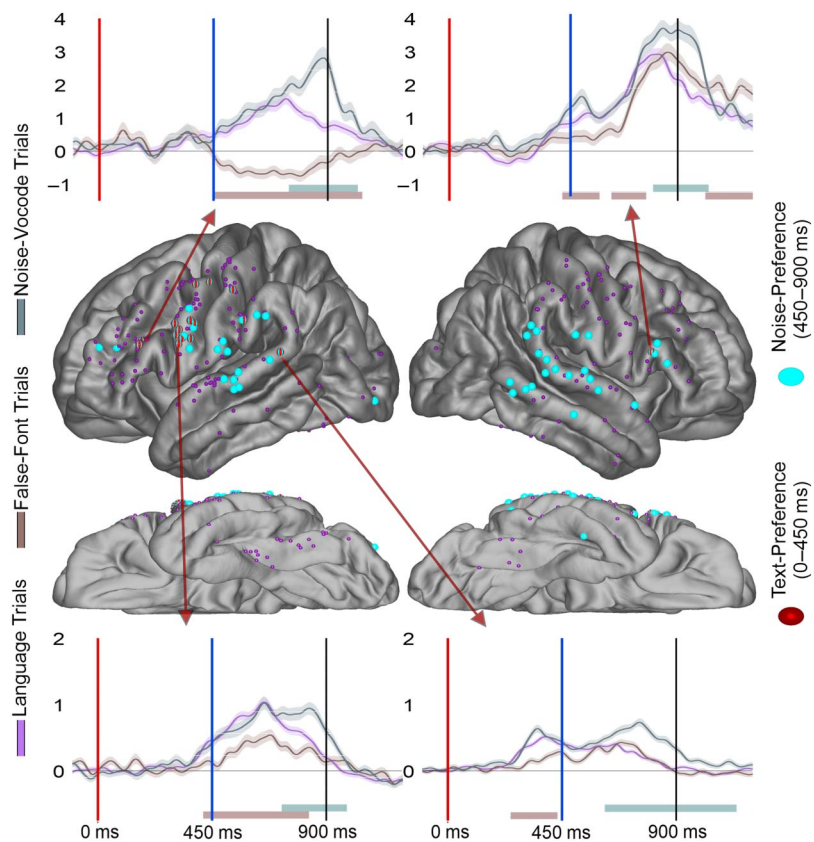 4
3
2
1
0
−1
4
3
2
1
0
−1
Noise-Vocode Trials
False-Font Trials
Language Trials
Noise-Preference
(450–900 ms)
Text-Preference
(0–450 ms)
2
1
0
0 ms 450 ms 900 ms
2
1
0
0 ms 450 ms 900 ms